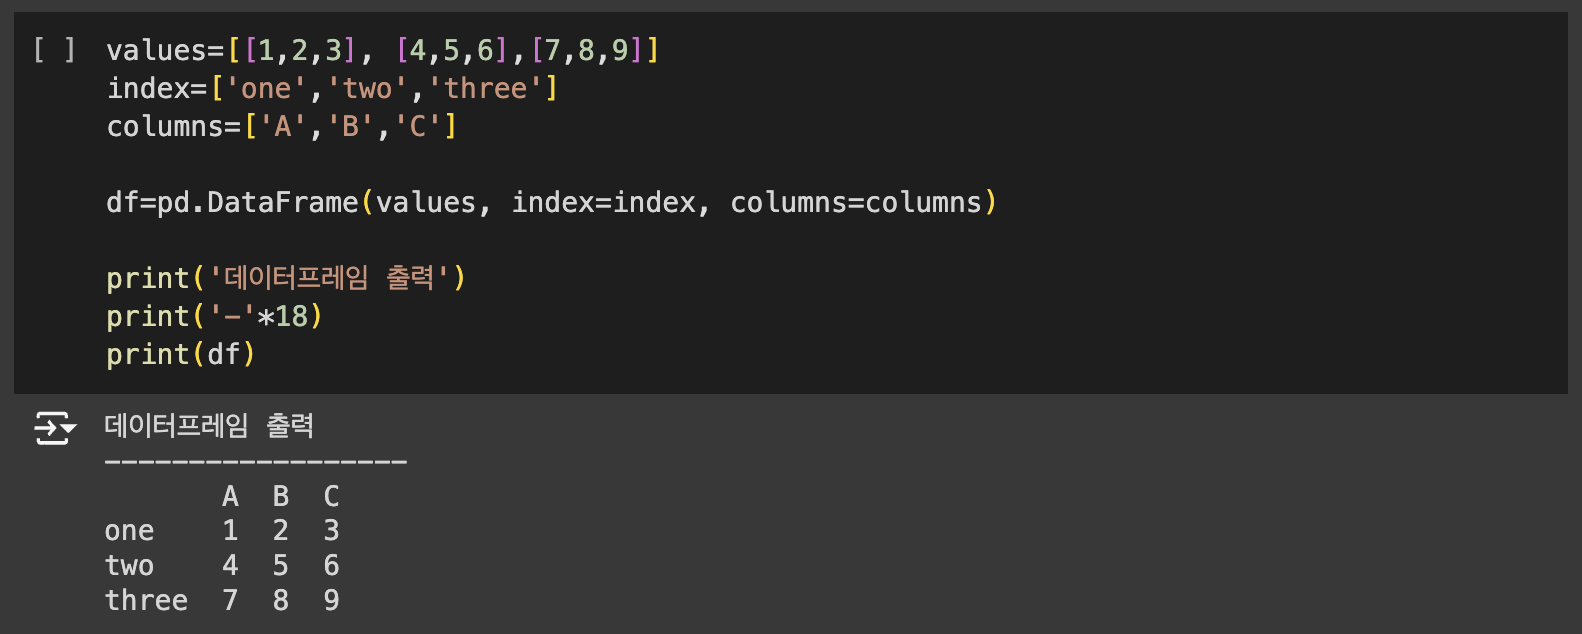 [ ] values=[[1,2,3], [4,5,6],[7,8,9]]
index=['one','two','three']
columns=['A','B','C']
df=pd.DataFrame(values, index=index, columns=columns)
print('데이터프레임 출력')
print('-'*18)
print(df)
데이터프레임 출력
------------------
A B C
one 1 2 3
two 4 5 6
three 7 8 9